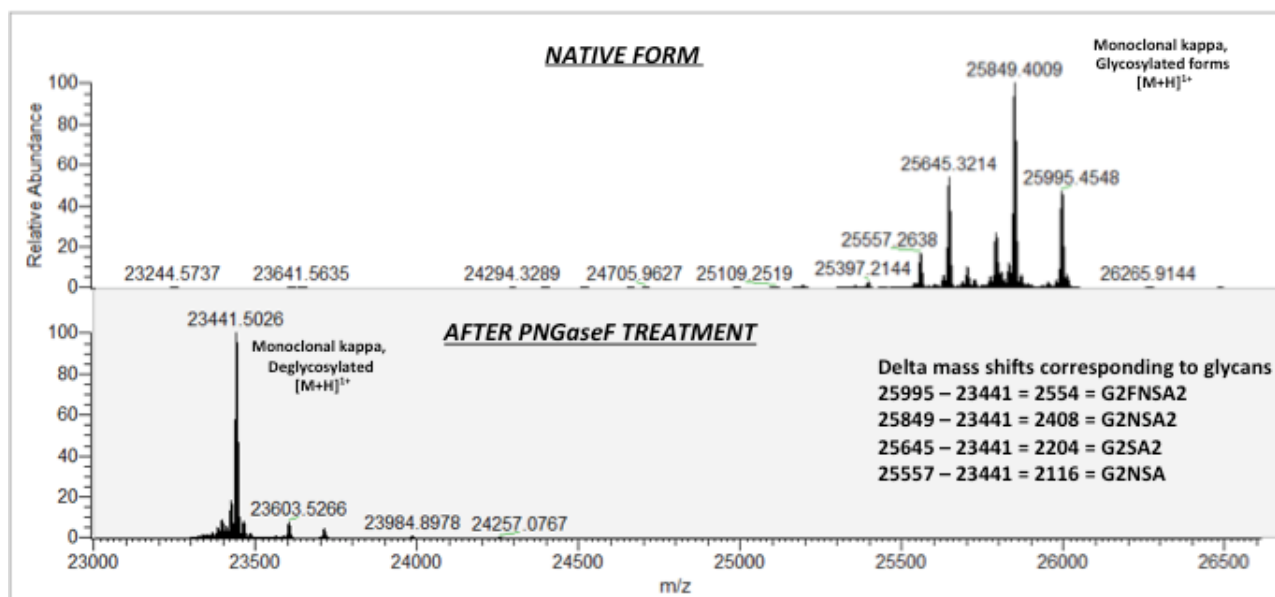 NATIVE FORM
Monoclonal kappa,
Glycosylated forms
[M+H]¹⁺
Relative Abundance
100
80
60
40
20
0
25849.4009
25645.3214
25995.4548
25557.2638
23244.5737
23641.5635
24294.3289
24705.9627
25109.2519
25397.2144
26265.9144
AFTER PNGaseF TREATMENT
100
80
60
40
20
0
23441.5026
Monoclonal kappa,
Deglycosylated
[M+H]¹⁺
23603.5266
23984.8978
24257.0767
Delta mass shifts corresponding to glycans
25995 – 23441 = 2554 = G2FNSA2
25849 – 23441 = 2408 = G2NSA2
25645 – 23441 = 2204 = G2SA2
25557 – 23441 = 2116 = G2NSA
23000 23500 24000 24500 25000 25500 26000 26500
m/z